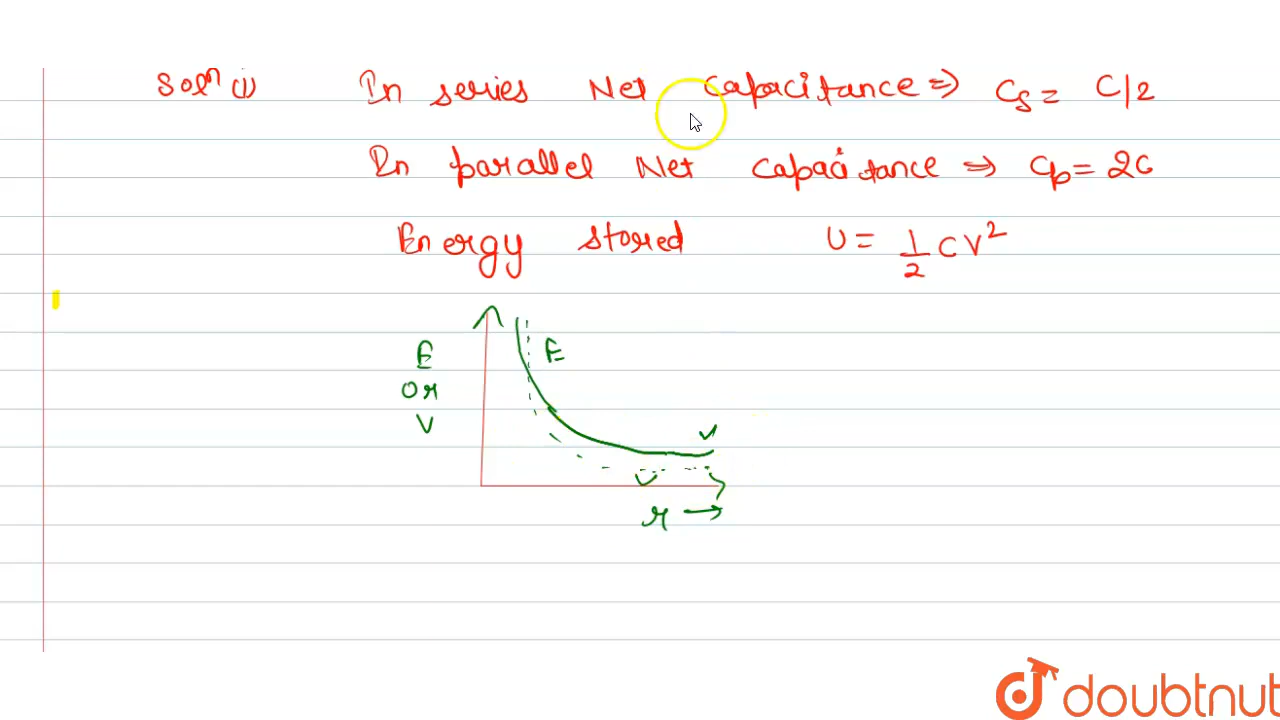 Solⁿ (i) In series Net Capacitance ⇒ Cs = C/2
In parallel Net Capacitance ⇒ Cp = 2C
Energy stored U = 1/2 CV²
E
E
Or
V
V
V
r →
doubtnut